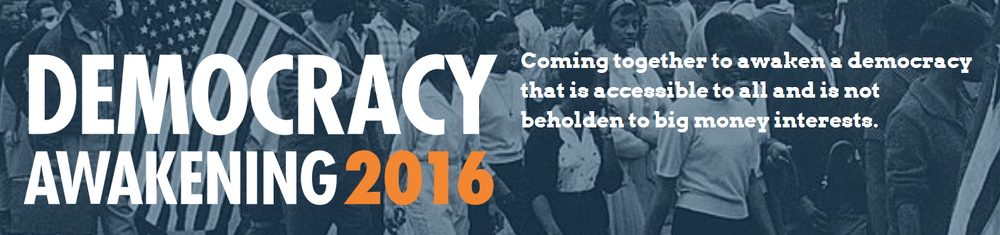 DEMOCRACY
AWAKENING 2016
Coming together to awaken a democracy
that is accessible to all and is not
beholden to big money interests.